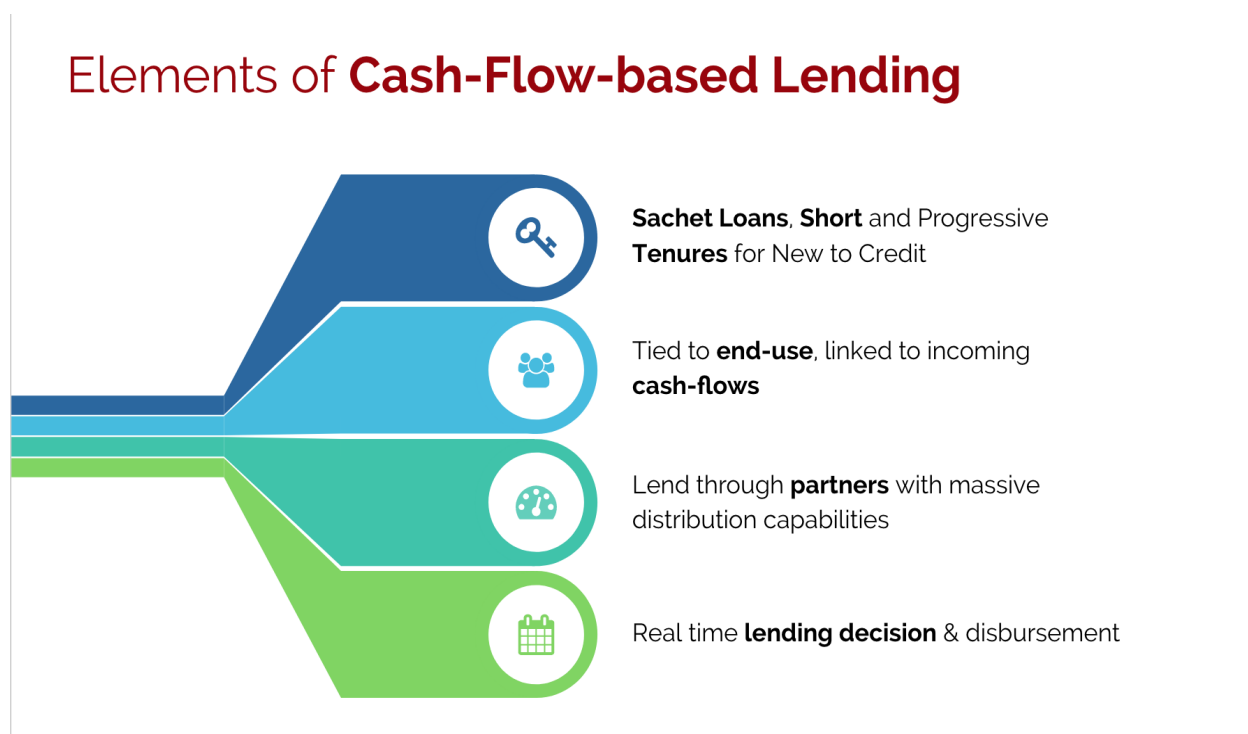 Elements of Cash-Flow-based Lending
Sachet Loans, Short and Progressive
Tenures for New to Credit
Tied to end-use, linked to incoming
cash-flows
Lend through partners with massive
distribution capabilities
Real time lending decision & disbursement